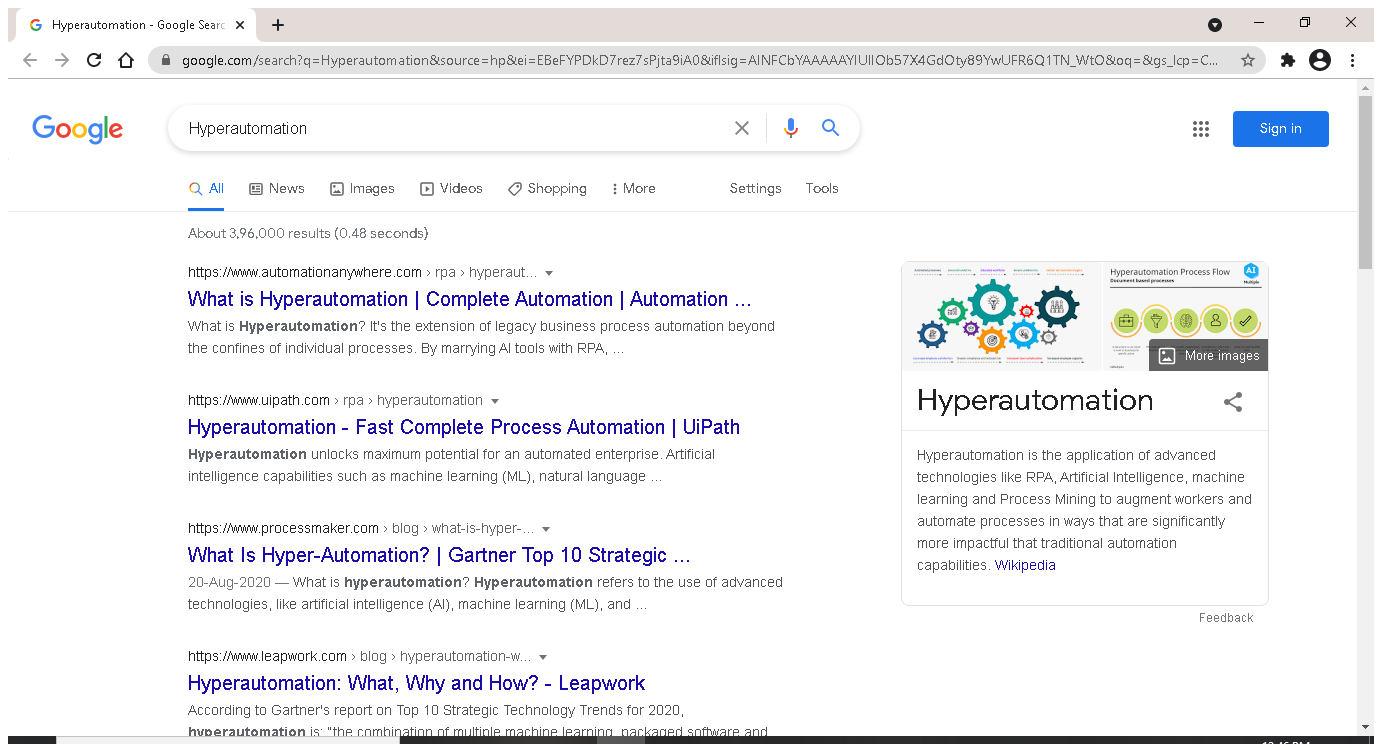 Hyperautomation - Google Searc
google.com/search?q=Hyperautomation&source=hp&ei=EBeFYPDkD7rez7sPjta9iA0&iflsig=AINFCbYAAAAAYIUlIOb57X4GdOty89YwUFR6Q1TN_WtO&oq=&gs_lcp=C...
Google
Hyperautomation
Sign in
All News Images Videos Shopping More Settings Tools
About 3,96,000 results (0.48 seconds)
https://www.automationanywhere.com › rpa › hyperaut...
What is Hyperautomation | Complete Automation | Automation ...
What is Hyperautomation? It's the extension of legacy business process automation beyond
the confines of individual processes. By marrying AI tools with RPA, ...
https://www.uipath.com › rpa › hyperautomation
Hyperautomation - Fast Complete Process Automation | UiPath
Hyperautomation unlocks maximum potential for an automated enterprise. Artificial
intelligence capabilities such as machine learning (ML), natural language ...
https://www.processmaker.com › blog › what-is-hyper-...
What Is Hyper-Automation? | Gartner Top 10 Strategic ...
20-Aug-2020 — What is hyperautomation? Hyperautomation refers to the use of advanced
technologies, like artificial intelligence (AI), machine learning (ML), and ...
https://www.leapwork.com › blog › hyperautomation-w...
Hyperautomation: What, Why and How? - Leapwork
According to Gartner's report on Top 10 Strategic Technology Trends for 2020,
hyperautomation is: "the combination of multiple machine learning, packaged software and
Hyperautomation Process Flow
Document based processes
AI
Multiple
More images
Hyperautomation
Hyperautomation is the application of advanced
technologies like RPA, Artificial Intelligence, machine
learning and Process Mining to augment workers and
automate processes in ways that are significantly
more impactful that traditional automation
capabilities. Wikipedia
Feedback